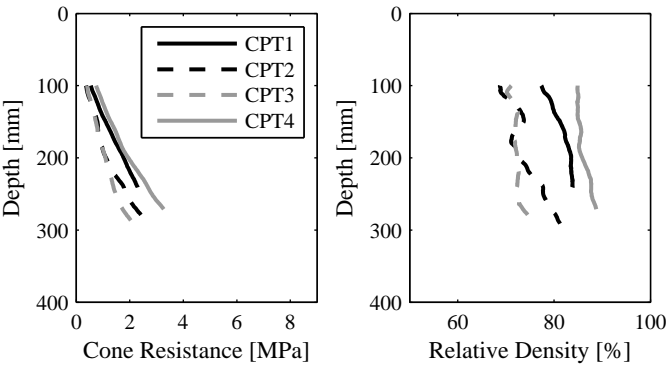 0
100
200
300
400
Depth [mm]
0
2
4
6
8
Cone Resistance [MPa]
CPT1
CPT2
CPT3
CPT4
0
100
200
300
400
Depth [mm]
60
80
100
Relative Density [%]